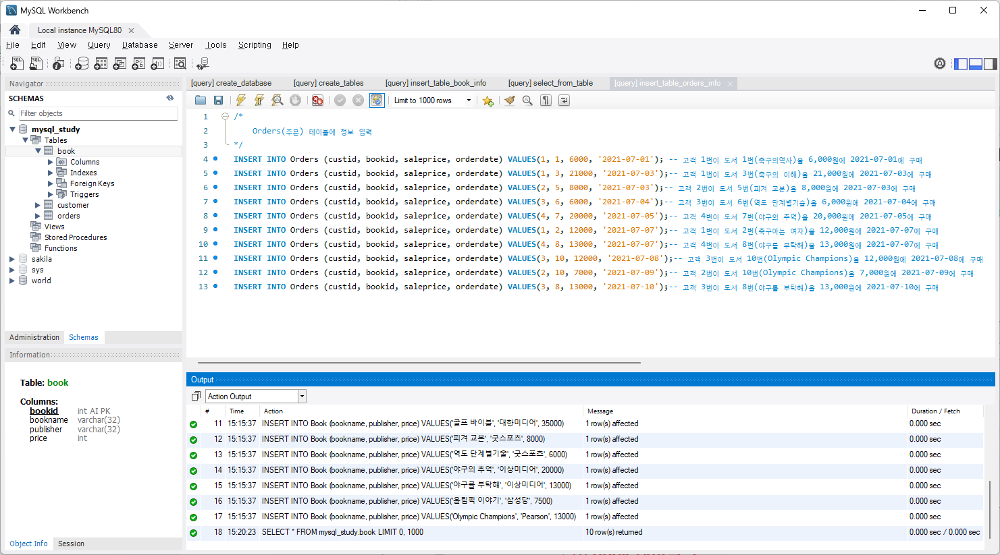 MySQL Workbench
Local instance MySQL80
File Edit View Query Database Server Tools Scripting Help
Navigator
SCHEMAS
Filter objects
mysql_study
Tables
book
Columns
Indexes
Foreign Keys
Triggers
customer
orders
Views
Stored Procedures
Functions
sakila
sys
world
Administration Schemas
Information
Table: book
Columns:
bookid int AI PK
bookname varchar(32)
publisher varchar(32)
price int
Object Info Session
[query] create_database [query] create_tables [query] insert_table_book_info [query] select_from_table [query] insert_table_orders_info
Limit to 1000 rows
1 /*
2 Orders(주문) 테이블에 정보 입력
3 */
4 INSERT INTO Orders (custid, bookid, saleprice, orderdate) VALUES(1, 1, 6000, '2021-07-01'); -- 고객 1번이 도서 1번(축구의역사)을 6,000원에 2021-07-01에 구매
5 INSERT INTO Orders (custid, bookid, saleprice, orderdate) VALUES(1, 3, 21000, '2021-07-03');-- 고객 1번이 도서 3번(축구의 이해)을 21,000원에 2021-07-03에 구매
6 INSERT INTO Orders (custid, bookid, saleprice, orderdate) VALUES(2, 5, 8000, '2021-07-03');-- 고객 2번이 도서 5번(피겨 교본)을 8,000원에 2021-07-03에 구매
7 INSERT INTO Orders (custid, bookid, saleprice, orderdate) VALUES(3, 6, 6000, '2021-07-04');-- 고객 3번이 도서 6번(역도 단계별기술)을 6,000원에 2021-07-04에 구매
8 INSERT INTO Orders (custid, bookid, saleprice, orderdate) VALUES(4, 7, 20000, '2021-07-05');-- 고객 4번이 도서 7번(야구의 추억)을 20,000원에 2021-07-05에 구매
9 INSERT INTO Orders (custid, bookid, saleprice, orderdate) VALUES(1, 2, 12000, '2021-07-07');-- 고객 1번이 도서 2번(축구아는 여자)을 12,000원에 2021-07-07에 구매
10 INSERT INTO Orders (custid, bookid, saleprice, orderdate) VALUES(4, 8, 13000, '2021-07-07');-- 고객 4번이 도서 8번(야구를 부탁해)을 13,000원에 2021-07-07에 구매
11 INSERT INTO Orders (custid, bookid, saleprice, orderdate) VALUES(3, 10, 12000, '2021-07-08');-- 고객 3번이 도서 10번(Olympic Champions)을 12,000원에 2021-07-08에 구매
12 INSERT INTO Orders (custid, bookid, saleprice, orderdate) VALUES(2, 10, 7000, '2021-07-09');-- 고객 2번이 도서 10번(Olympic Champions)을 7,000원에 2021-07-09에 구매
13 INSERT INTO Orders (custid, bookid, saleprice, orderdate) VALUES(3, 8, 13000, '2021-07-10');-- 고객 3번이 도서 8번(야구를 부탁해)을 13,000원에 2021-07-10에 구매
Output
Action Output
# Time Action Message Duration / Fetch
11 15:15:37 INSERT INTO Book (bookname, publisher, price) VALUES('골프 바이블', '대한미디어', 35000) 1 row(s) affected 0.000 sec
12 15:15:37 INSERT INTO Book (bookname, publisher, price) VALUES('피겨 교본', '굿스포츠', 8000) 1 row(s) affected 0.000 sec
13 15:15:37 INSERT INTO Book (bookname, publisher, price) VALUES('역도 단계별기술', '굿스포츠', 6000) 1 row(s) affected 0.000 sec
14 15:15:37 INSERT INTO Book (bookname, publisher, price) VALUES('야구의 추억', '이상미디어', 20000) 1 row(s) affected 0.000 sec
15 15:15:37 INSERT INTO Book (bookname, publisher, price) VALUES('야구를 부탁해', '이상미디어', 13000) 1 row(s) affected 0.000 sec
16 15:15:37 INSERT INTO Book (bookname, publisher, price) VALUES('올림픽 이야기', '삼성당', 7500) 1 row(s) affected 0.000 sec
17 15:15:37 INSERT INTO Book (bookname, publisher, price) VALUES('Olympic Champions', 'Pearson', 13000) 1 row(s) affected 0.000 sec
18 15:20:23 SELECT * FROM mysql_study.book LIMIT 0, 1000 10 row(s) returned 0.000 sec / 0.000 sec